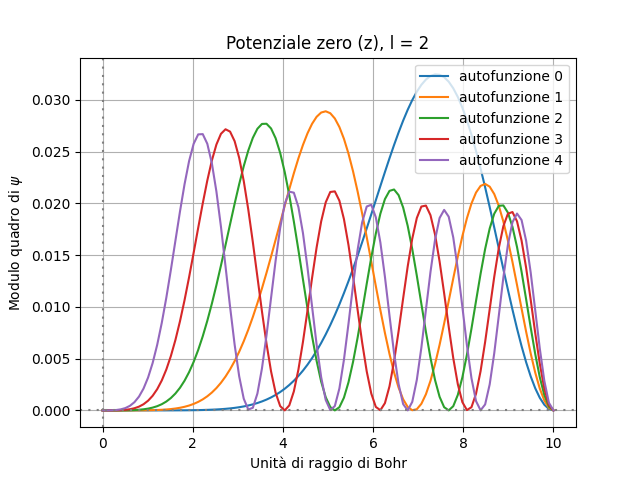 Potenziale zero (z), l = 2
autofunzione 0
autofunzione 1
autofunzione 2
autofunzione 3
autofunzione 4
Modulo quadro di ψ
0.030
0.025
0.020
0.015
0.010
0.005
0.000
0 2 4 6 8 10
Unità di raggio di Bohr